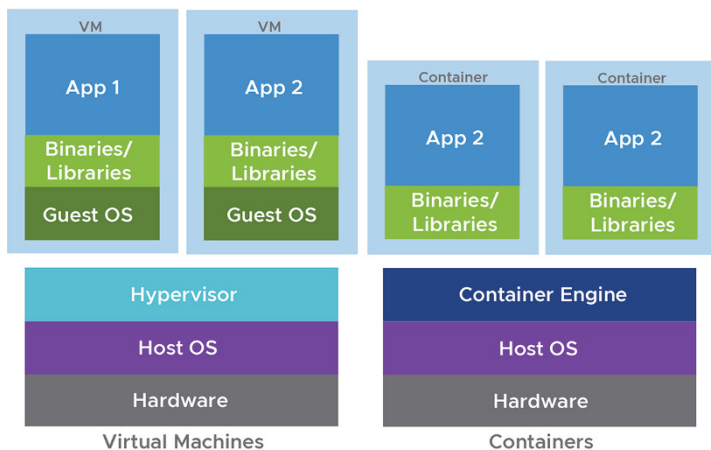 VM
App 1
Binaries/
Libraries
Guest OS
VM
App 2
Binaries/
Libraries
Guest OS
Container
App 2
Binaries/
Libraries
Container
App 2
Binaries/
Libraries
Hypervisor
Host OS
Hardware
Virtual Machines
Container Engine
Host OS
Hardware
Containers